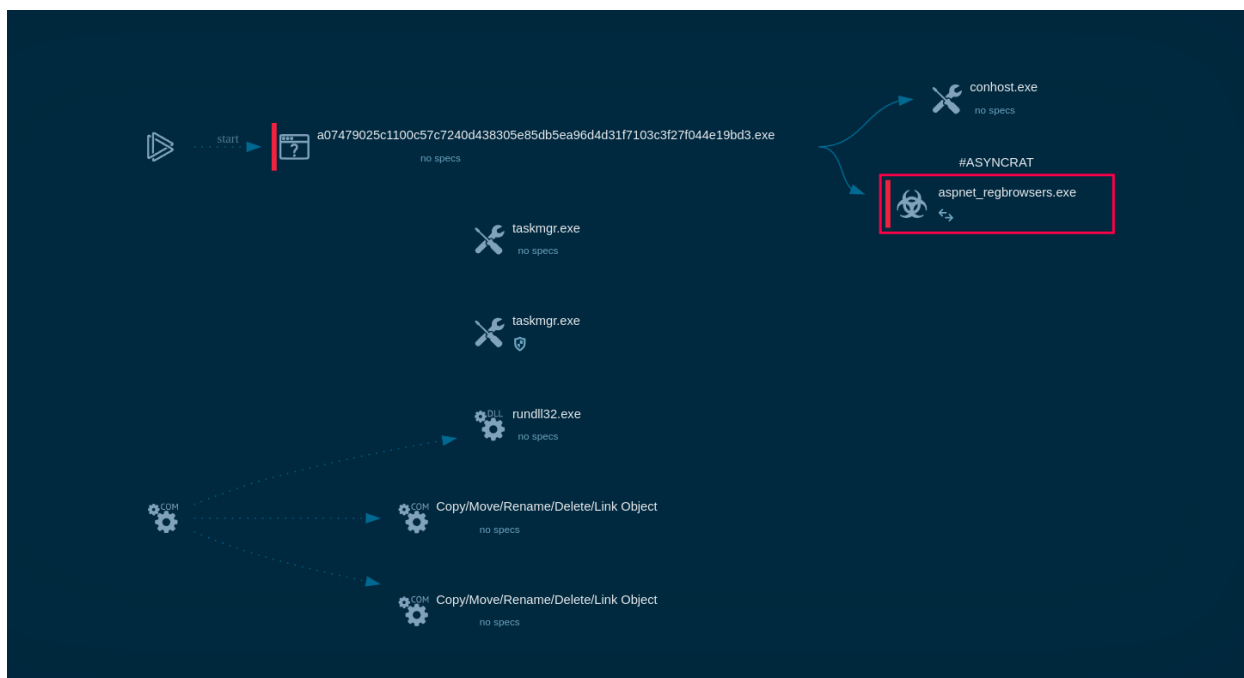 conhost.exe
no specs
start
a07479025c1100c57c7240d438305e85db5ea96d4d31f7103c3f27f044e19bd3.exe
no specs
#ASYNCRAT
aspnet_regbrowsers.exe
taskmgr.exe
no specs
taskmgr.exe
DLL
rundll32.exe
no specs
COM
COM
Copy/Move/Rename/Delete/Link Object
no specs
COM
Copy/Move/Rename/Delete/Link Object
no specs